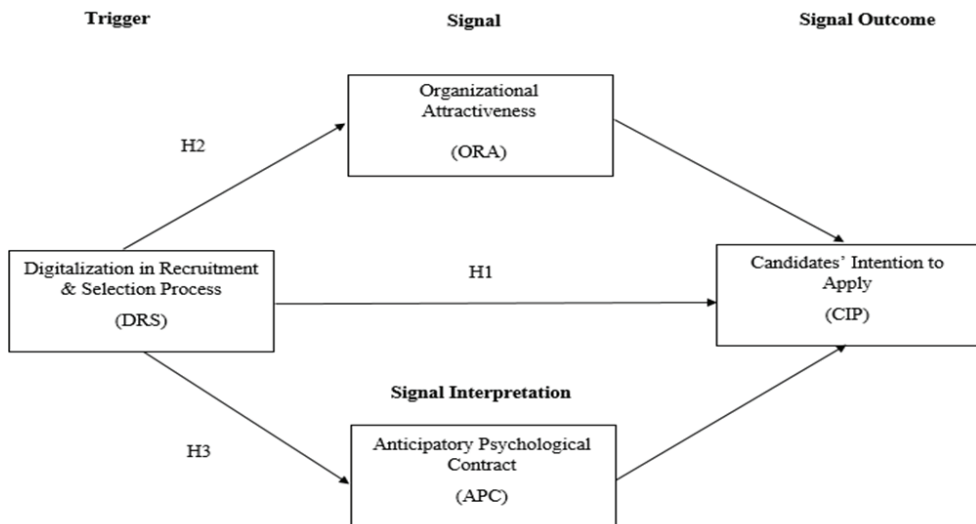 Trigger
Signal
Signal Outcome
Organizational
Attractiveness
(ORA)
H2
Digitalization in Recruitment
& Selection Process
(DRS)
H1
Candidates’ Intention to
Apply
(CIP)
Signal Interpretation
H3
Anticipatory Psychological
Contract
(APC)